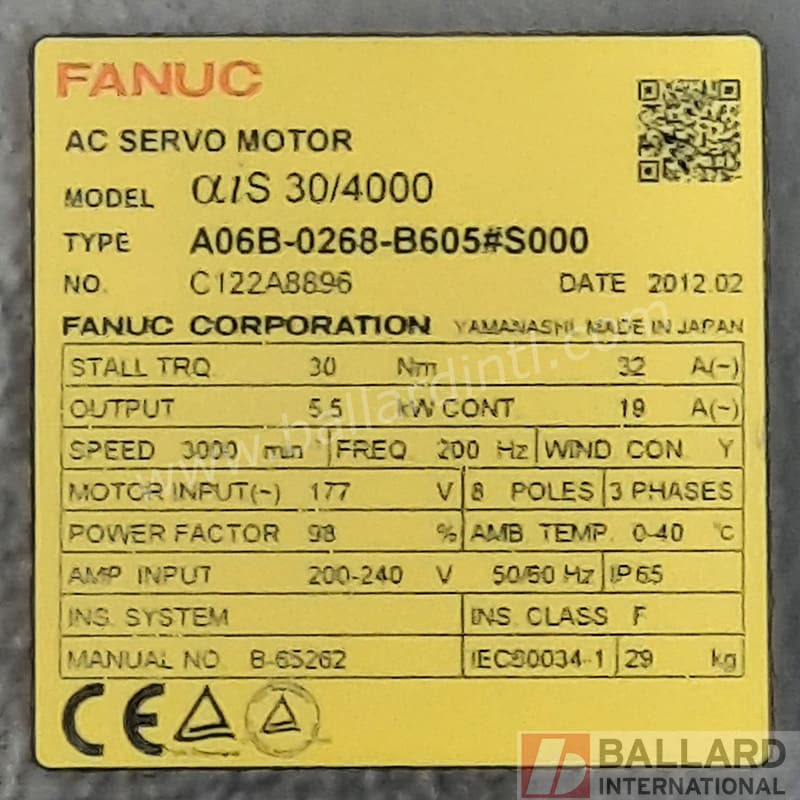 FANUC
AC SERVO MOTOR
MODEL αiS 30/4000
TYPE A06B-0268-B605#S000
NO. C122A8896 DATE 2012.02
FANUC CORPORATION YAMANASHI, MADE IN JAPAN
STALL TRQ. 30 Nm 32 A(~)
OUTPUT 5.5 kW CONT. 19 A(~)
SPEED 3000 min FREQ. 200 Hz WIND CON. Y
MOTOR INPUT(~) 177 V 8 POLES 3 PHASES
POWER FACTOR 98 % AMB TEMP. 0-40 °C
AMP INPUT 200-240 V 50/60 Hz IP65
INS. SYSTEM INS. CLASS F
MANUAL NO. B-65262 IEC60034-1 29 kg
CE
www.ballardintl.com
BALLARD
INTERNATIONAL